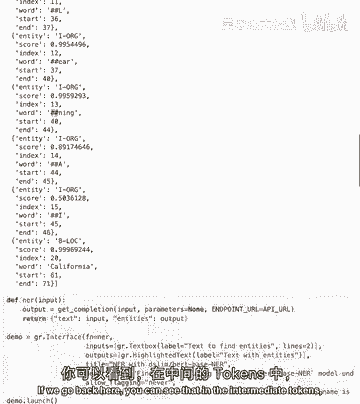 'index': 11,
'word': '##L',
'start': 36,
'end': 37},
{'entity': 'I-ORG',
'score': 0.9954496,
'index': 12,
'word': '##ear',
'start': 37,
'end': 40},
{'entity': 'I-ORG',
'score': 0.9959293,
'index': 13,
'word': '##ning',
'start': 40,
'end': 44},
{'entity': 'I-ORG',
'score': 0.89174646,
'index': 14,
'word': '##A',
'start': 44,
'end': 45},
{'entity': 'I-ORG',
'score': 0.5036128,
'index': 15,
'word': '##I',
'start': 45,
'end': 46},
{'entity': 'B-LOC',
'score': 0.99969244,
'index': 20,
'word': 'California',
'start': 61,
'end': 71}]
def ner(input):
output = get_completion(input, parameters=None, ENDPOINT_URL=API_URL)
return {"text": input, "entities": output}
demo = gr.Interface(fn=ner,
inputs=[gr.Textbox(label="Text to find entities", lines=2)],
outputs=[gr.HighlightedText(label="Text with entities")],
title="NER with dslim/bert-base-NER",
base-NER` model und
allow_flagging="never",
你可以看到，在中间的 Tokens 中，
If we go back here, you can see that in the intermediate tokens,
demo.launch()